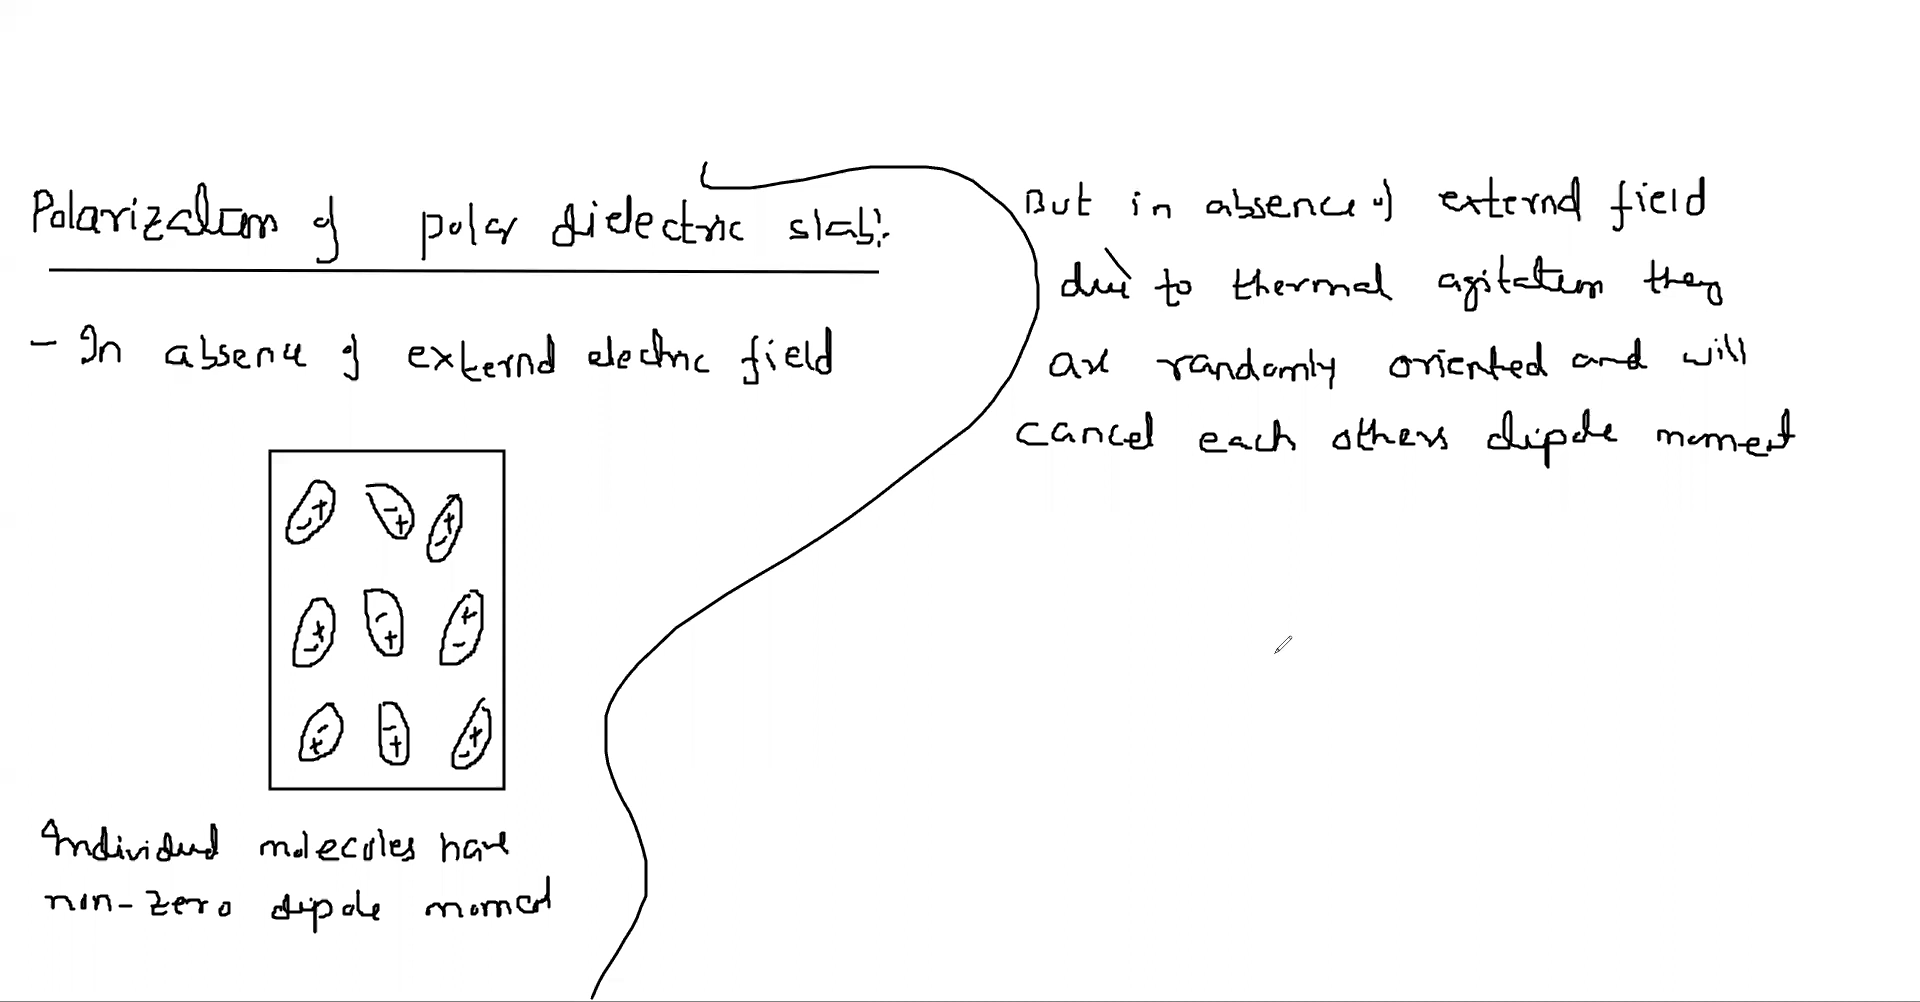 Polarization of polar dielectric slab:
- In absence of external electric field
Individual molecules have
non-zero dipole moment
But in absence of external field
due to thermal agitation they
are randomly oriented and will
cancel each others dipole moment